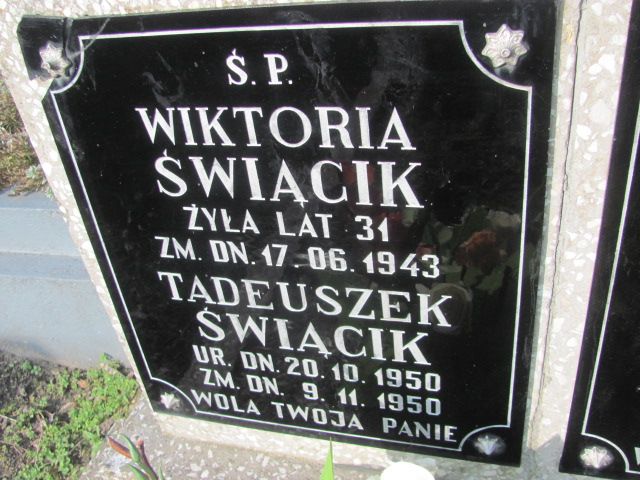 Ś. P.
WIKTORIA
ŚWIĄCIK
ŻYŁA LAT 31
ZM. DN. 17. 06. 1943
TADEUSZEK
ŚWIĄCIK
UR. DN. 20. 10. 1950
ZM. DN. 9. 11. 1950
WOLA TWOJA PANIE